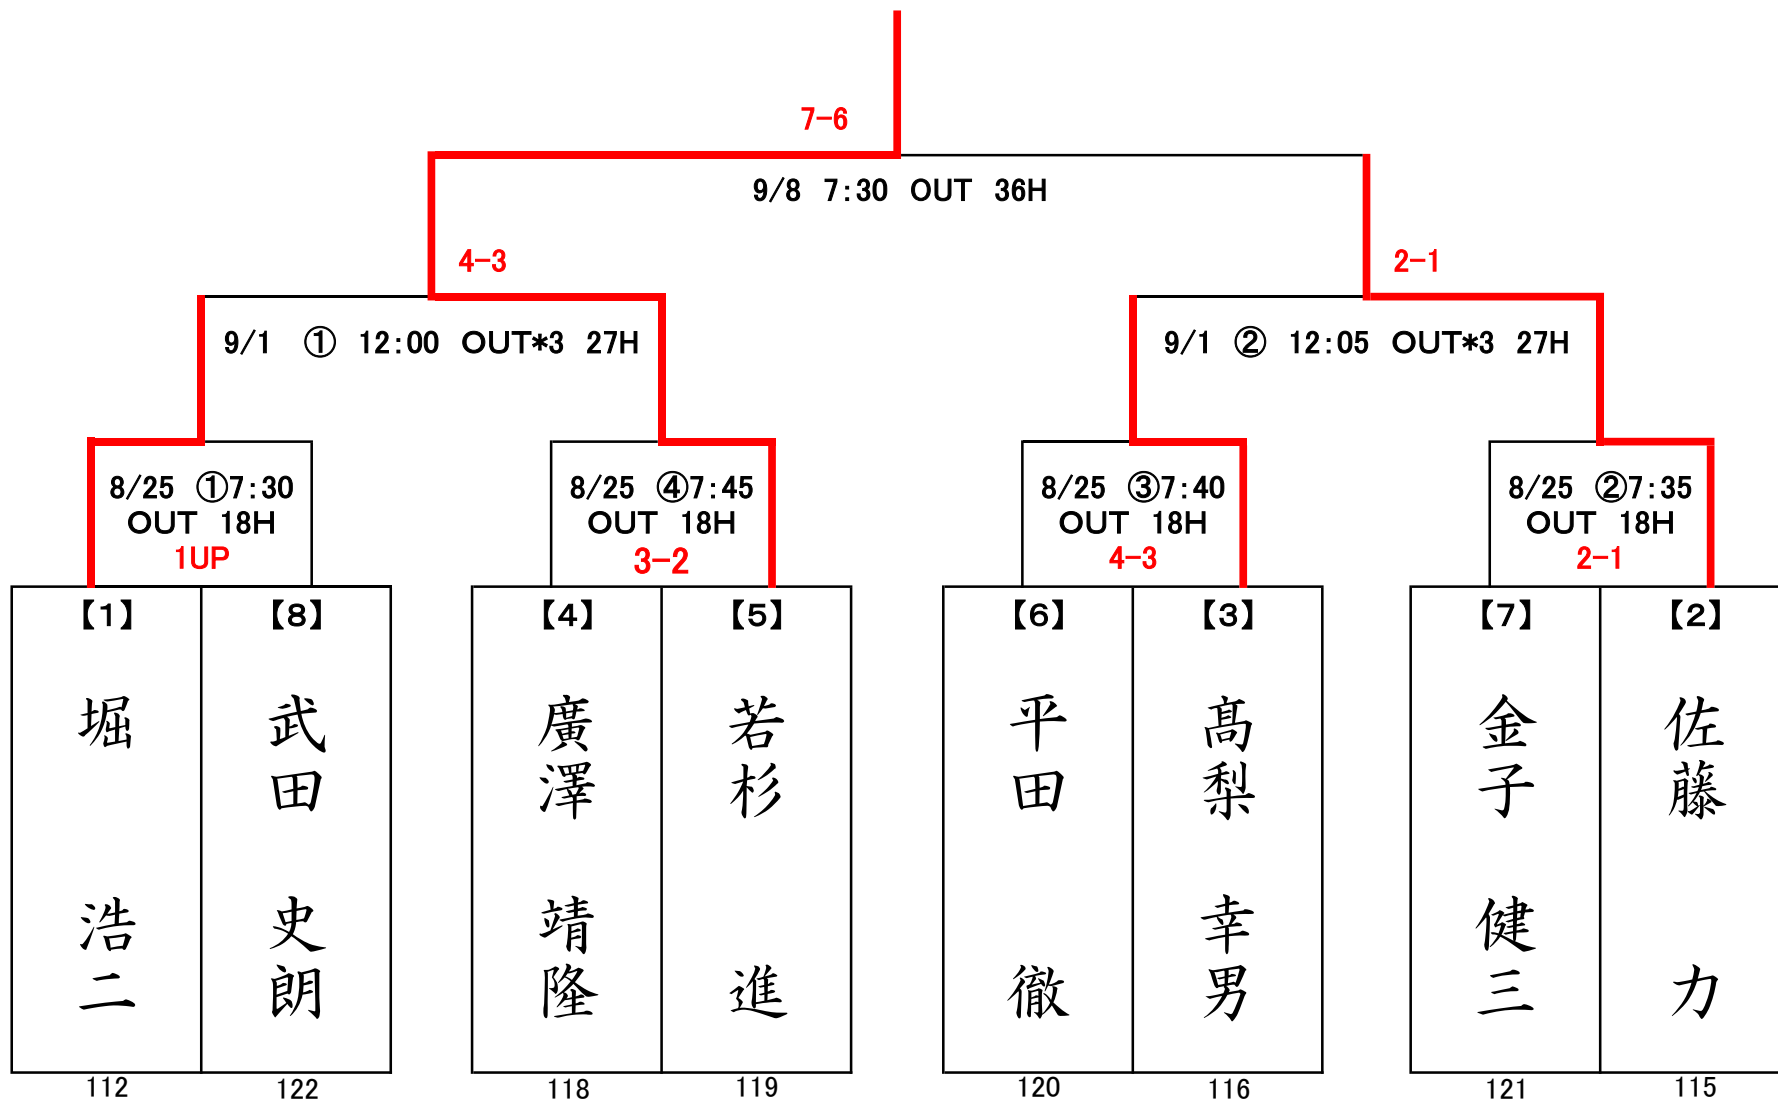 7-6
9/8 7:30 OUT 36H
4-3
2-1
9/1 ① 12:00 OUT*3 27H
9/1 ② 12:05 OUT*3 27H
8/25 ①7:30
OUT 18H
1UP
8/25 ④7:45
OUT 18H
3-2
8/25 ③7:40
OUT 18H
4-3
8/25 ②7:35
OUT 18H
2-1
【1】
堀 浩二
112
【8】
武田 史朗
122
【4】
廣澤 靖隆
118
【5】
若杉 進
119
【6】
平田 徹
120
【3】
髙梨 幸男
116
【7】
金子 健三
121
【2】
佐藤 力
115